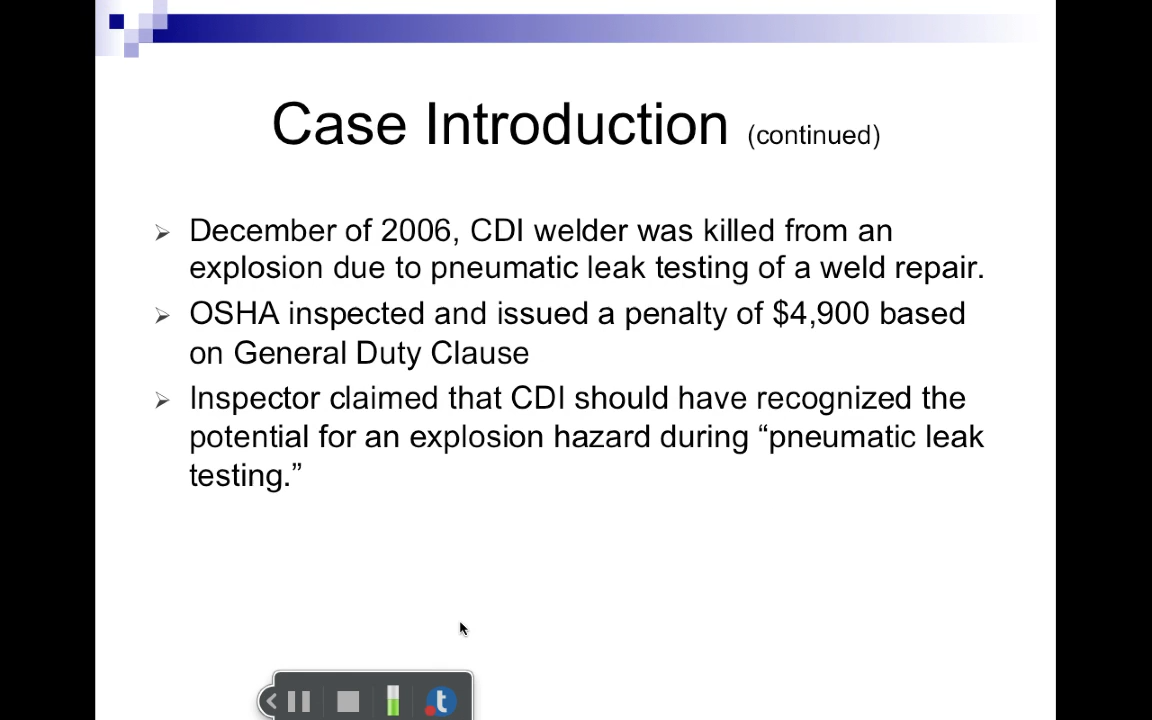 Case Introduction (continued)
December of 2006, CDI welder was killed from an
explosion due to pneumatic leak testing of a weld repair.
OSHA inspected and issued a penalty of $4,900 based
on General Duty Clause
Inspector claimed that CDI should have recognized the
potential for an explosion hazard during “pneumatic leak
testing.”
t